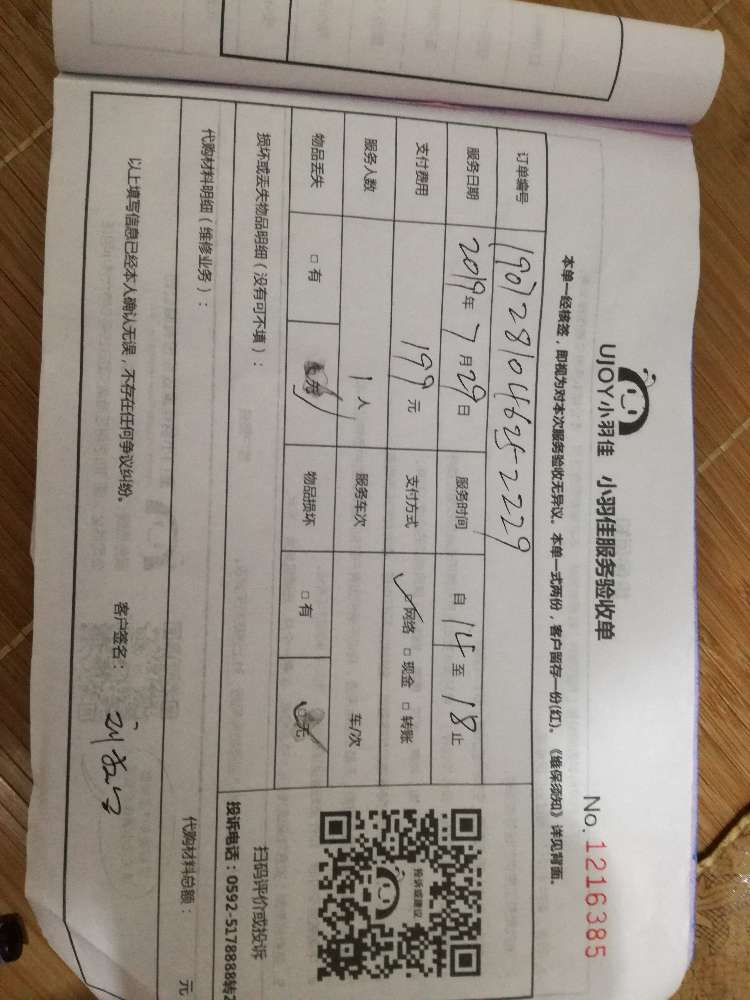 UJOY小羽佳 小羽佳服务验收单
No. 1216385
本单一经核签，即视为对本次服务验收无异议。本单一式两份，客户留存一份(红)。《维保须知》详见背面。
订单编号 1907281046252229
服务日期 2019年7月29日 服务时间 自14至18止
支付费用 199元 支付方式 ☑网络 □现金 □转账
服务人数 1人 服务车次 车/次
物品丢失 □有 ☑无 物品损坏 □有 ☑无
损坏或丢失物品明细（没有可不填）：
代购材料明细（维修业务）：
代购材料总额： 元
投诉或建议
扫码评价或投诉
投诉电话：0592-5178888转2
以上填写信息已经本人确认无误，不存在任何争议纠纷。
客户签名：